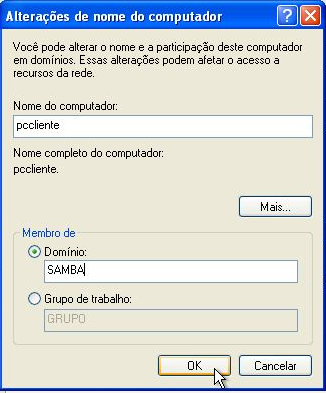 Alterações de nome do computador
Você pode alterar o nome e a participação deste computador
em domínios. Essas alterações podem afetar o acesso a
recursos da rede.
Nome do computador:
pccliente
Nome completo do computador:
pccliente.
Mais...
Membro de
Domínio:
SAMBA
Grupo de trabalho:
GRUPO
OK
Cancelar